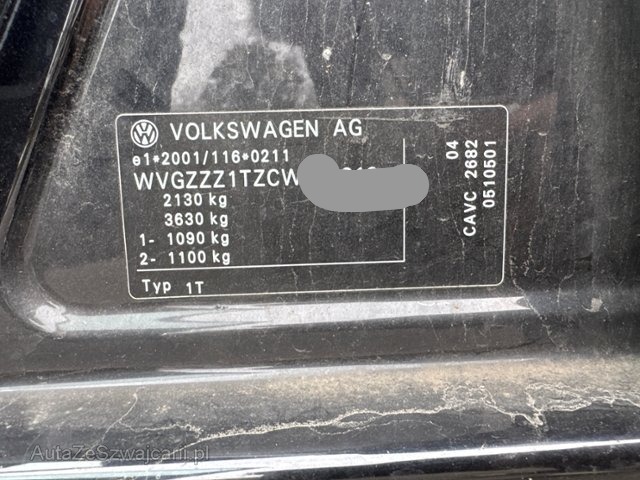 VOLKSWAGEN AG
e1*2001/116*0211
WVGZZZ1TZCW
2130 kg
3630 kg
1- 1090 kg
2- 1100 kg
Typ 1T
04
CAVC 2682
0510501
AutaZeSzwajcarii.pl